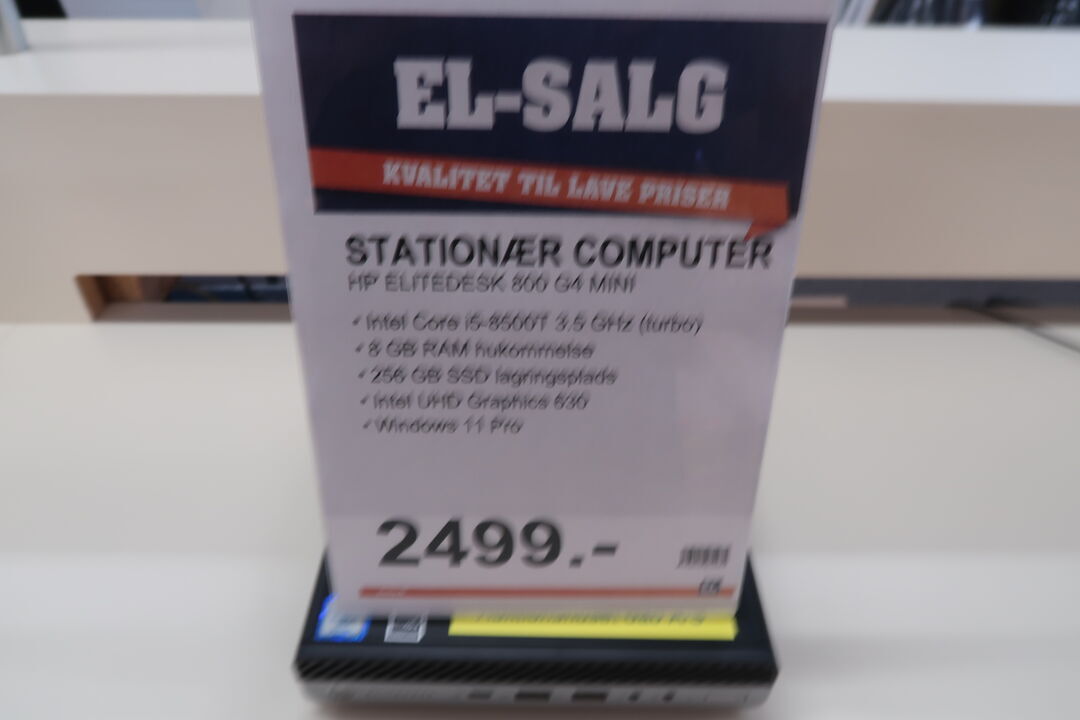 EL-SALG
KVALITET TIL LAVE PRISER
STATIONÆR COMPUTER
HP ELITEDESK 800 G4 MINI
✓ Intel Core i5-8500T 3.5 GHz (turbo)
✓ 8 GB RAM hukommelse
✓ 256 GB SSD lagringsplads
✓ Intel UHD Graphics 630
✓ Windows 11 Pro
2499.-